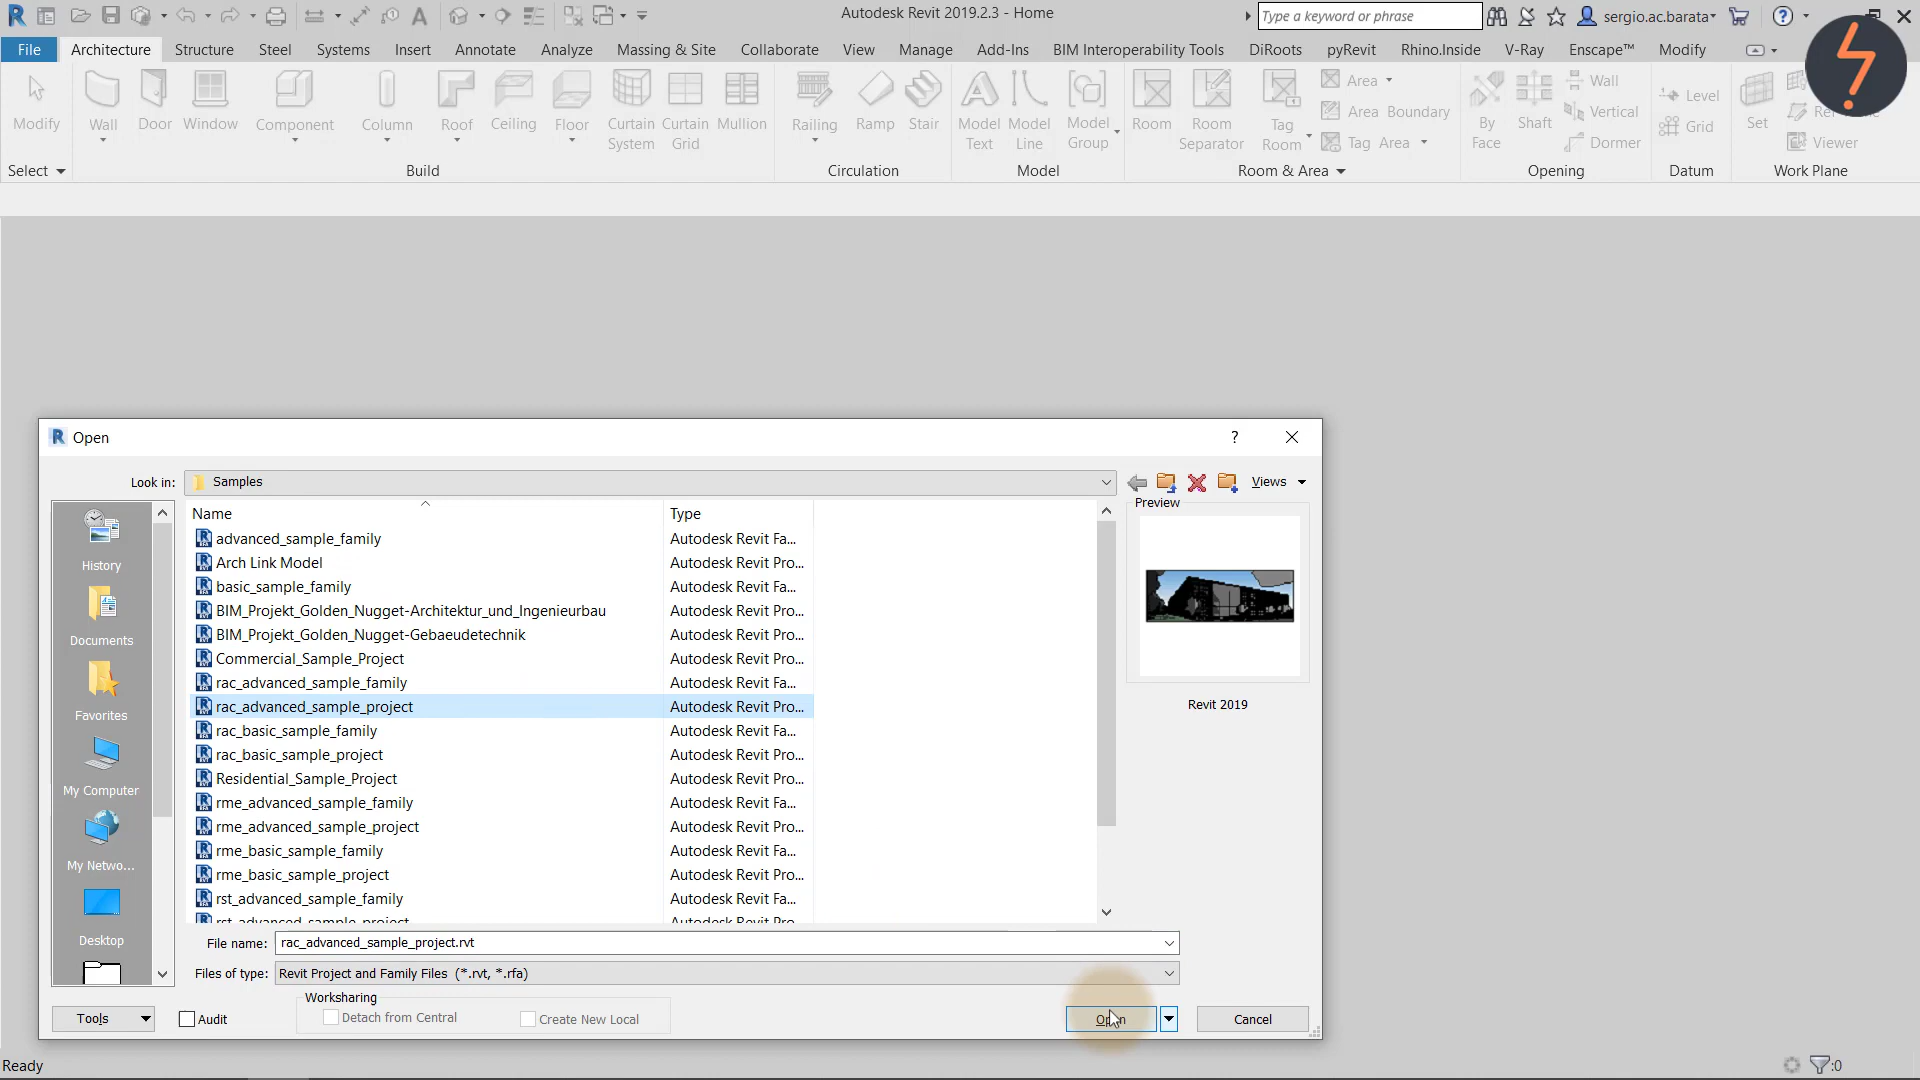 Autodesk Revit 2019.2.3 - Home
Type a keyword or phrase
sergio.ac.barata
File Architecture Structure Steel Systems Insert Annotate Analyze Massing & Site Collaborate View Manage Add-Ins BIM Interoperability Tools DiRoots pyRevit Rhino.Inside V-Ray Enscape™ Modify
Modify
Wall
Door
Window
Component
Column
Roof
Ceiling
Floor
Curtain System
Curtain Grid
Mullion
Railing
Ramp
Stair
Model Text
Model Line
Model Group
Room
Room Separator
Tag Room
Area
Area Boundary
Tag Area
By Face
Shaft
Wall
Vertical
Dormer
Level
Grid
Set
Viewer
Select Build Circulation Model Room & Area Opening Datum Work Plane
Open
Look in: Samples
Views
Preview
Name Type
advanced_sample_family Autodesk Revit Fa...
Arch Link Model Autodesk Revit Pro...
basic_sample_family Autodesk Revit Fa...
BIM_Projekt_Golden_Nugget-Architektur_und_Ingenieurbau Autodesk Revit Pro...
BIM_Projekt_Golden_Nugget-Gebaeudetechnik Autodesk Revit Pro...
Commercial_Sample_Project Autodesk Revit Pro...
rac_advanced_sample_family Autodesk Revit Fa...
rac_advanced_sample_project Autodesk Revit Pro...
rac_basic_sample_family Autodesk Revit Fa...
rac_basic_sample_project Autodesk Revit Pro...
Residential_Sample_Project Autodesk Revit Pro...
rme_advanced_sample_family Autodesk Revit Fa...
rme_advanced_sample_project Autodesk Revit Pro...
rme_basic_sample_family Autodesk Revit Fa...
rme_basic_sample_project Autodesk Revit Pro...
rst_advanced_sample_family Autodesk Revit Fa...
rst_advanced_sample_project Autodesk Revit Pro...
History
Documents
Favorites
My Computer
My Netwo...
Desktop
Revit 2019
File name: rac_advanced_sample_project.rvt
Files of type: Revit Project and Family Files (*.rvt, *.rfa)
Worksharing
Tools
Audit
Detach from Central
Create New Local
Open
Cancel
Ready
:0